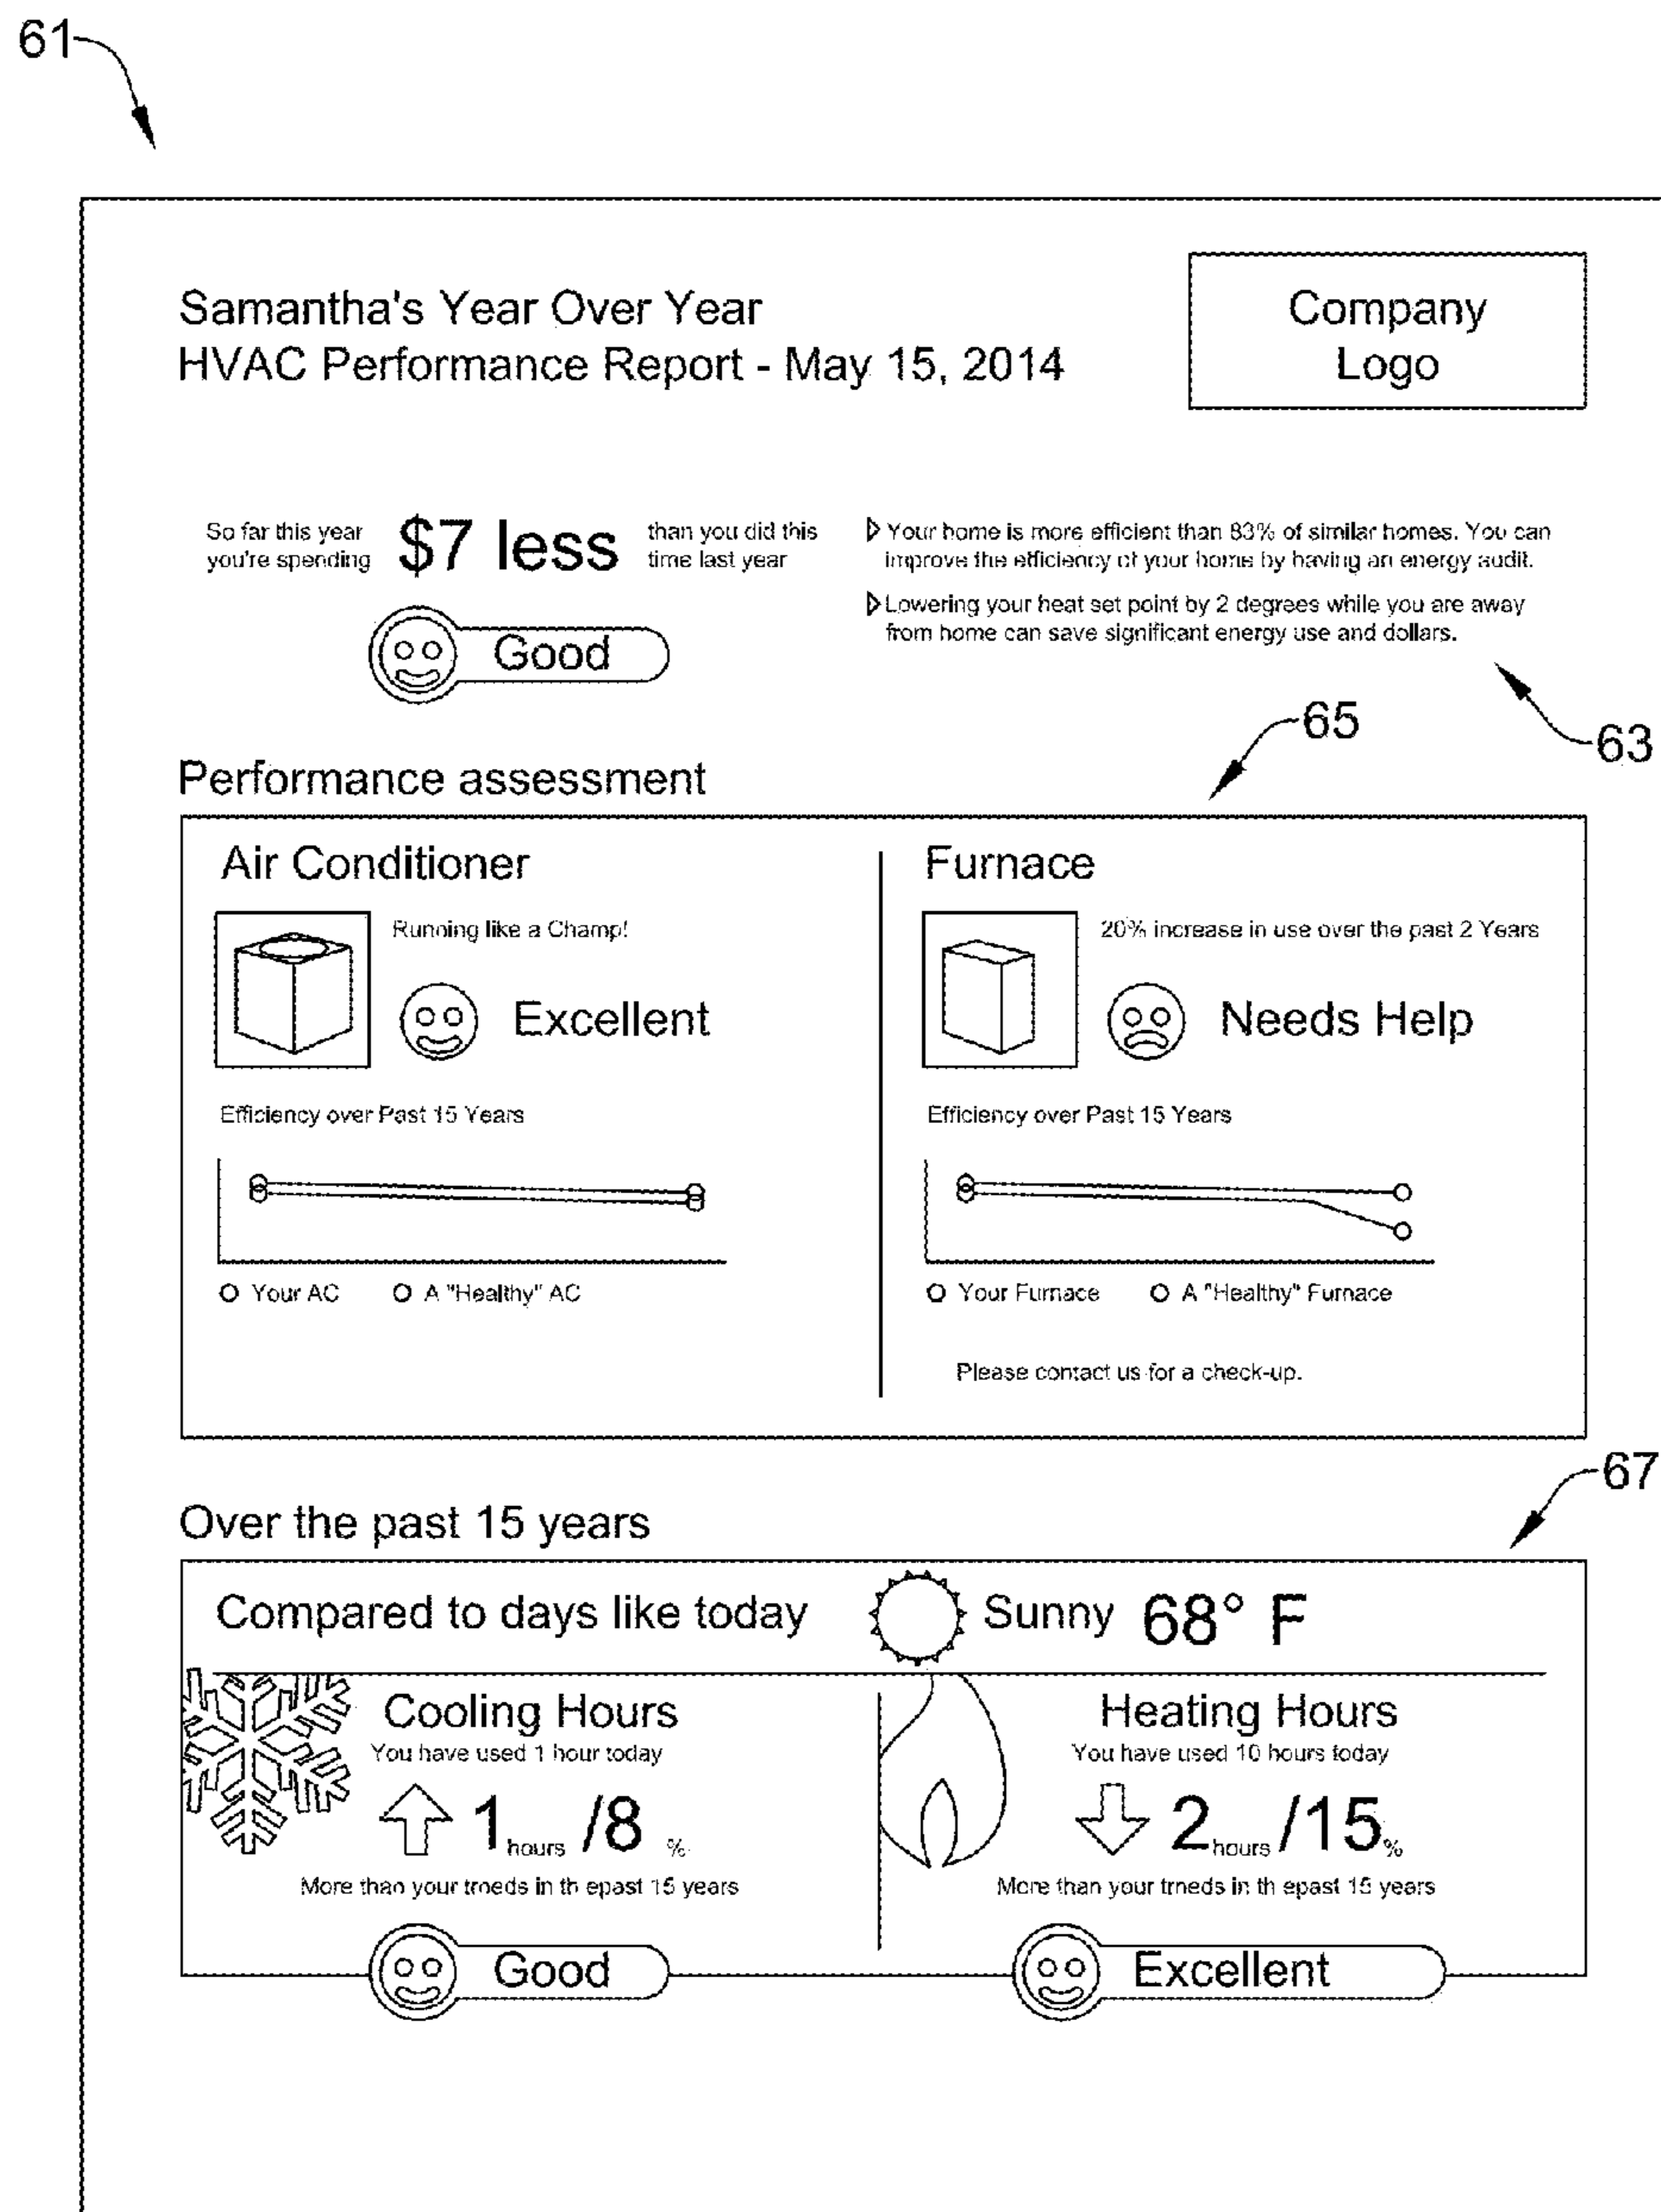 61
Samantha's Year Over Year
HVAC Performance Report - May 15, 2014
Company
Logo
So far this year
you're spending
$7 less
than you did this
time last year
Good
Your home is more efficient than 83% of similar homes. You can
improve the efficiency of your home by having an energy audit.
Lowering your heat set point by 2 degrees while you are away
from home can save significant energy use and dollars.
63
65
Performance assessment
Air Conditioner
Running like a Champ!
Excellent
Efficiency over Past 15 Years
Your AC
A "Healthy" AC
Furnace
20% increase in use over the past 2 Years
Needs Help
Efficiency over Past 15 Years
Your Furnace
A "Healthy" Furnace
Please contact us for a check-up.
67
Over the past 15 years
Compared to days like today
Sunny 68° F
Cooling Hours
You have used 1 hour today
1 hours /8 %
More than your trneds in th epast 15 years
Good
Heating Hours
You have used 10 hours today
2 hours /15 %
More than your trneds in th epast 15 years
Excellent